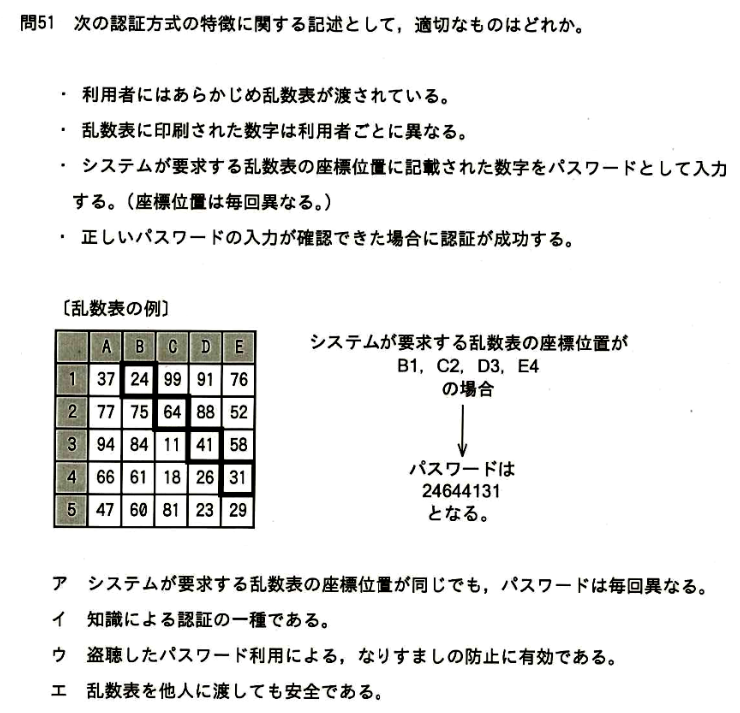 問51 次の認証方式の特徴に関する記述として，適切なものはどれか。
・ 利用者にはあらかじめ乱数表が渡されている。
・ 乱数表に印刷された数字は利用者ごとに異なる。
・ システムが要求する乱数表の座標位置に記載された数字をパスワードとして入力
する。（座標位置は毎回異なる。）
・ 正しいパスワードの入力が確認できた場合に認証が成功する。
〔乱数表の例〕
A B C D E
1 37 24 99 91 76
2 77 75 64 88 52
3 94 84 11 41 58
4 66 61 18 26 31
5 47 60 81 23 29
システムが要求する乱数表の座標位置が
B1，C2，D3，E4
の場合
パスワードは
24644131
となる。
ア システムが要求する乱数表の座標位置が同じでも，パスワードは毎回異なる。
イ 知識による認証の一種である。
ウ 盗聴したパスワード利用による，なりすましの防止に有効である。
エ 乱数表を他人に渡しても安全である。